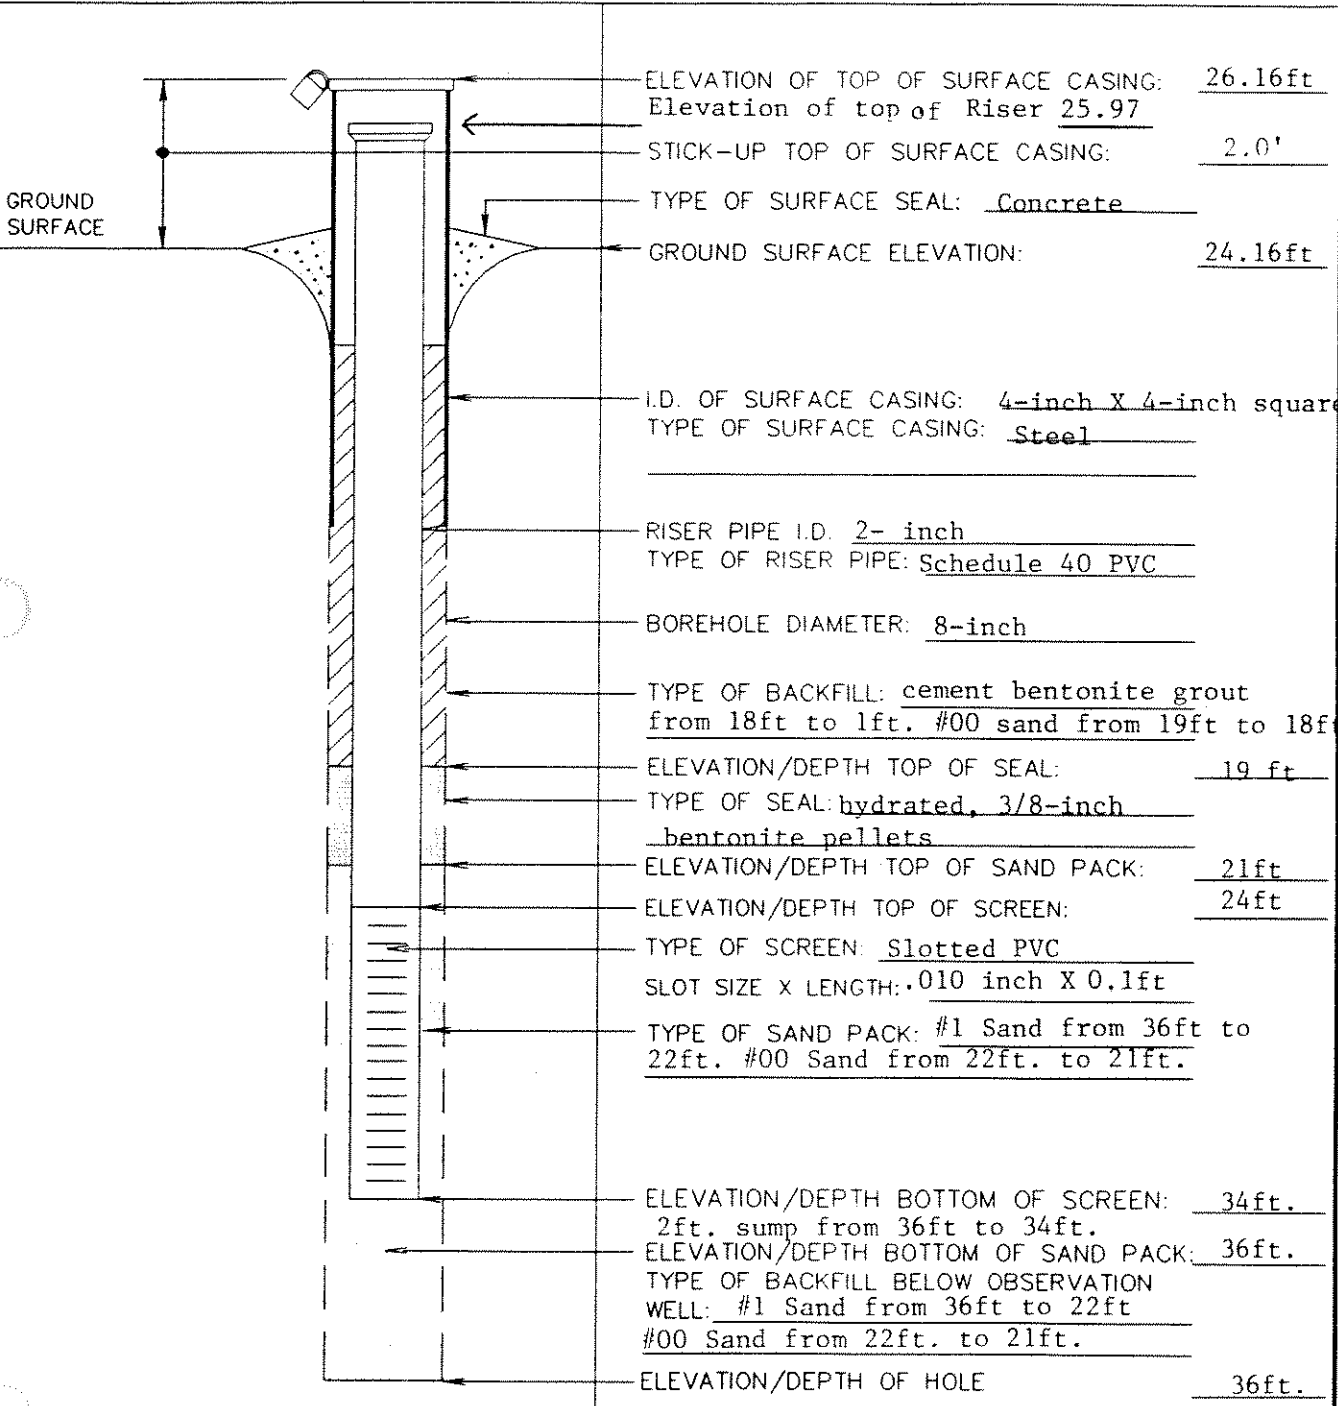 ELEVATION OF TOP OF SURFACE CASING: 26.16ft
Elevation of top of Riser 25.97
STICK-UP TOP OF SURFACE CASING: 2.0'
GROUND
SURFACE
TYPE OF SURFACE SEAL: Concrete
GROUND SURFACE ELEVATION: 24.16ft
I.D. OF SURFACE CASING: 4-inch X 4-inch square
TYPE OF SURFACE CASING: Steel
RISER PIPE I.D. 2- inch
TYPE OF RISER PIPE: Schedule 40 PVC
BOREHOLE DIAMETER: 8-inch
TYPE OF BACKFILL: cement bentonite grout
from 18ft to 1ft. #00 sand from 19ft to 18ft
ELEVATION/DEPTH TOP OF SEAL: 19 ft
TYPE OF SEAL: hydrated, 3/8-inch
bentonite pellets
ELEVATION/DEPTH TOP OF SAND PACK: 21ft
ELEVATION/DEPTH TOP OF SCREEN: 24ft
TYPE OF SCREEN: Slotted PVC
SLOT SIZE X LENGTH: .010 inch X 0.1ft
TYPE OF SAND PACK: #1 Sand from 36ft to
22ft. #00 Sand from 22ft. to 21ft.
ELEVATION/DEPTH BOTTOM OF SCREEN: 34ft.
2ft. sump from 36ft to 34ft.
ELEVATION/DEPTH BOTTOM OF SAND PACK: 36ft.
TYPE OF BACKFILL BELOW OBSERVATION
WELL: #1 Sand from 36ft to 22ft
#00 Sand from 22ft. to 21ft.
ELEVATION/DEPTH OF HOLE 36ft.